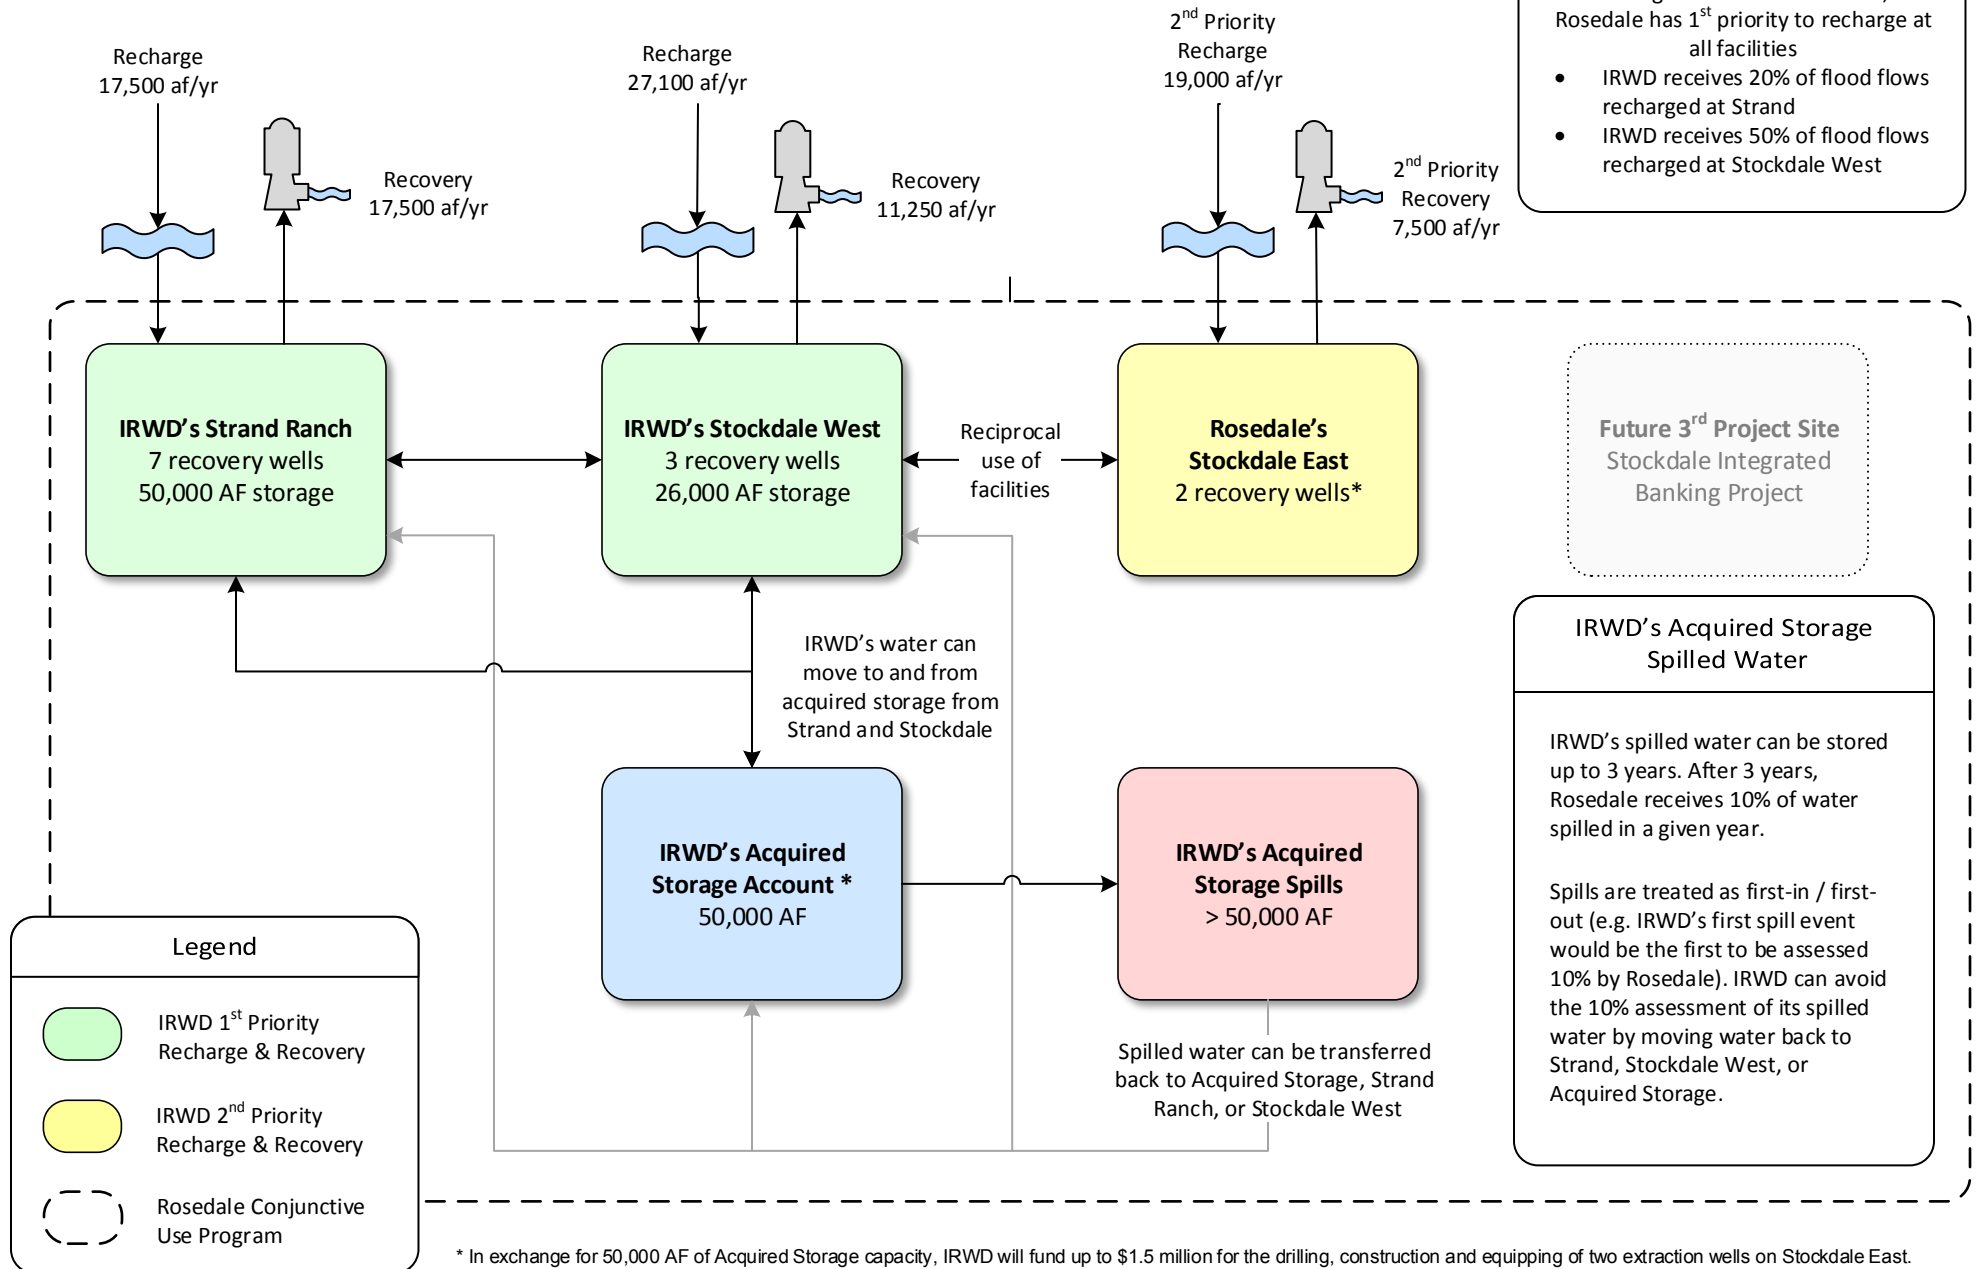 Rosedale has 1st priority to recharge at
all facilities
• IRWD receives 20% of flood flows
recharged at Strand
• IRWD receives 50% of flood flows
recharged at Stockdale West
Recharge
17,500 af/yr
Recovery
17,500 af/yr
Recharge
27,100 af/yr
Recovery
11,250 af/yr
2nd Priority
Recharge
19,000 af/yr
2nd Priority
Recovery
7,500 af/yr
IRWD's Strand Ranch
7 recovery wells
50,000 AF storage
IRWD's Stockdale West
3 recovery wells
26,000 AF storage
Reciprocal
use of
facilities
Rosedale's
Stockdale East
2 recovery wells*
Future 3rd Project Site
Stockdale Integrated
Banking Project
IRWD's water can
move to and from
acquired storage from
Strand and Stockdale
IRWD's Acquired
Storage Account *
50,000 AF
IRWD's Acquired
Storage Spills
> 50,000 AF
Spilled water can be transferred
back to Acquired Storage, Strand
Ranch, or Stockdale West
IRWD's Acquired Storage
Spilled Water
IRWD's spilled water can be stored
up to 3 years. After 3 years,
Rosedale receives 10% of water
spilled in a given year.
Spills are treated as first-in / first-
out (e.g. IRWD's first spill event
would be the first to be assessed
10% by Rosedale). IRWD can avoid
the 10% assessment of its spilled
water by moving water back to
Strand, Stockdale West, or
Acquired Storage.
Legend
IRWD 1st Priority
Recharge & Recovery
IRWD 2nd Priority
Recharge & Recovery
Rosedale Conjunctive
Use Program
* In exchange for 50,000 AF of Acquired Storage capacity, IRWD will fund up to $1.5 million for the drilling, construction and equipping of two extraction wells on Stockdale East.